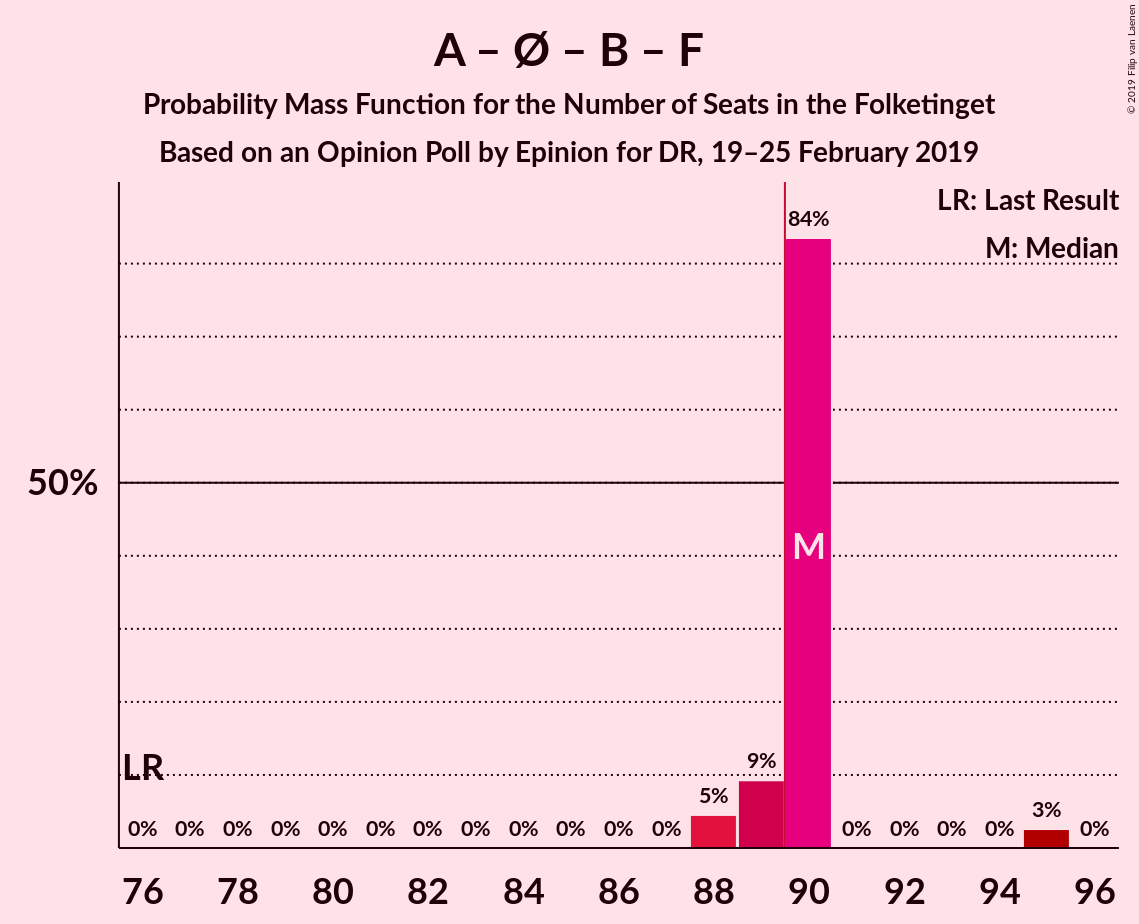 A – Ø – B – F
Probability Mass Function for the Number of Seats in the Folketinget
Based on an Opinion Poll by Epinion for DR, 19–25 February 2019
© 2019 Filip van Laenen
LR: Last Result
M: Median
84%
50%
M
LR
9%
5%
3%
0% 0% 0% 0% 0% 0% 0% 0% 0% 0% 0% 0% 0% 0% 0% 0% 0%
76 78 80 82 84 86 88 90 92 94 96